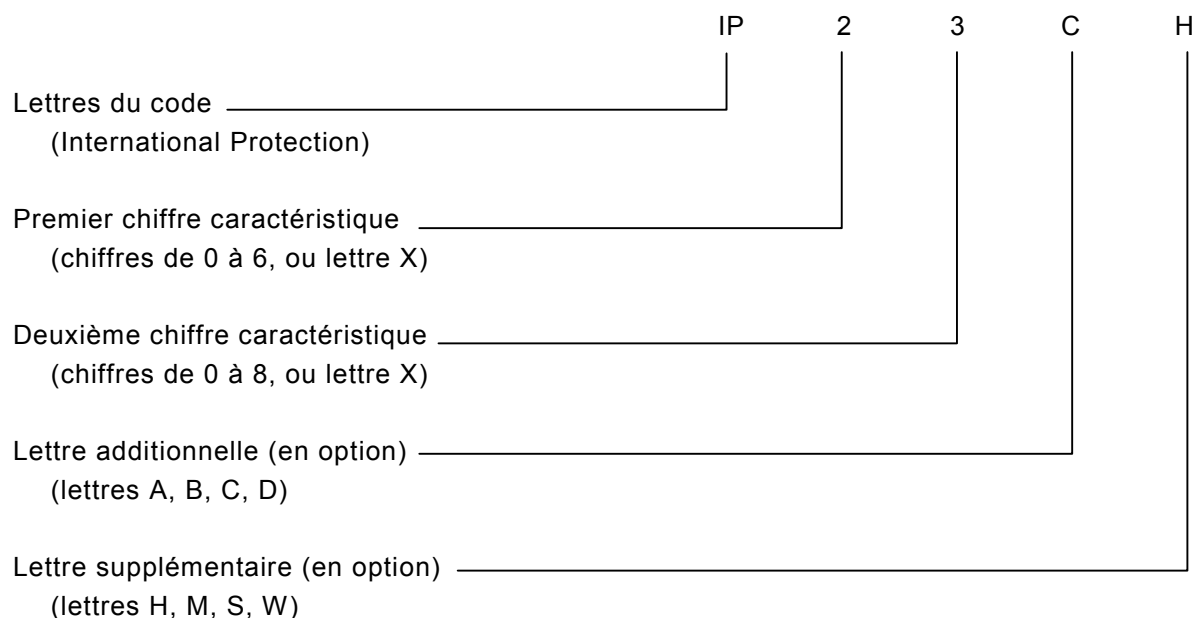 IP 2 3 C H
Lettres du code
(International Protection)
Premier chiffre caractéristique
(chiffres de 0 à 6, ou lettre X)
Deuxième chiffre caractéristique
(chiffres de 0 à 8, ou lettre X)
Lettre additionnelle (en option)
(lettres A, B, C, D)
Lettre supplémentaire (en option)
(lettres H, M, S, W)